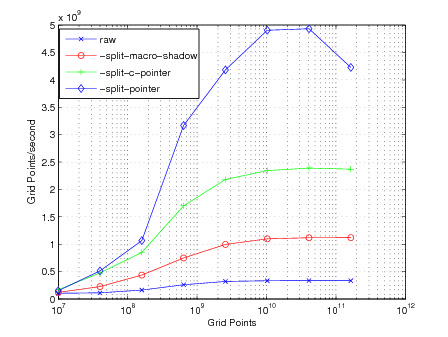 x 10^9
5
4.5
4
3.5
3
2.5
2
1.5
1
0.5
0
raw
-split-macro-shadow
-split-c-pointer
-split-pointer
Grid Points/second
10^7 10^8 10^9 10^10 10^11 10^12
Grid Points